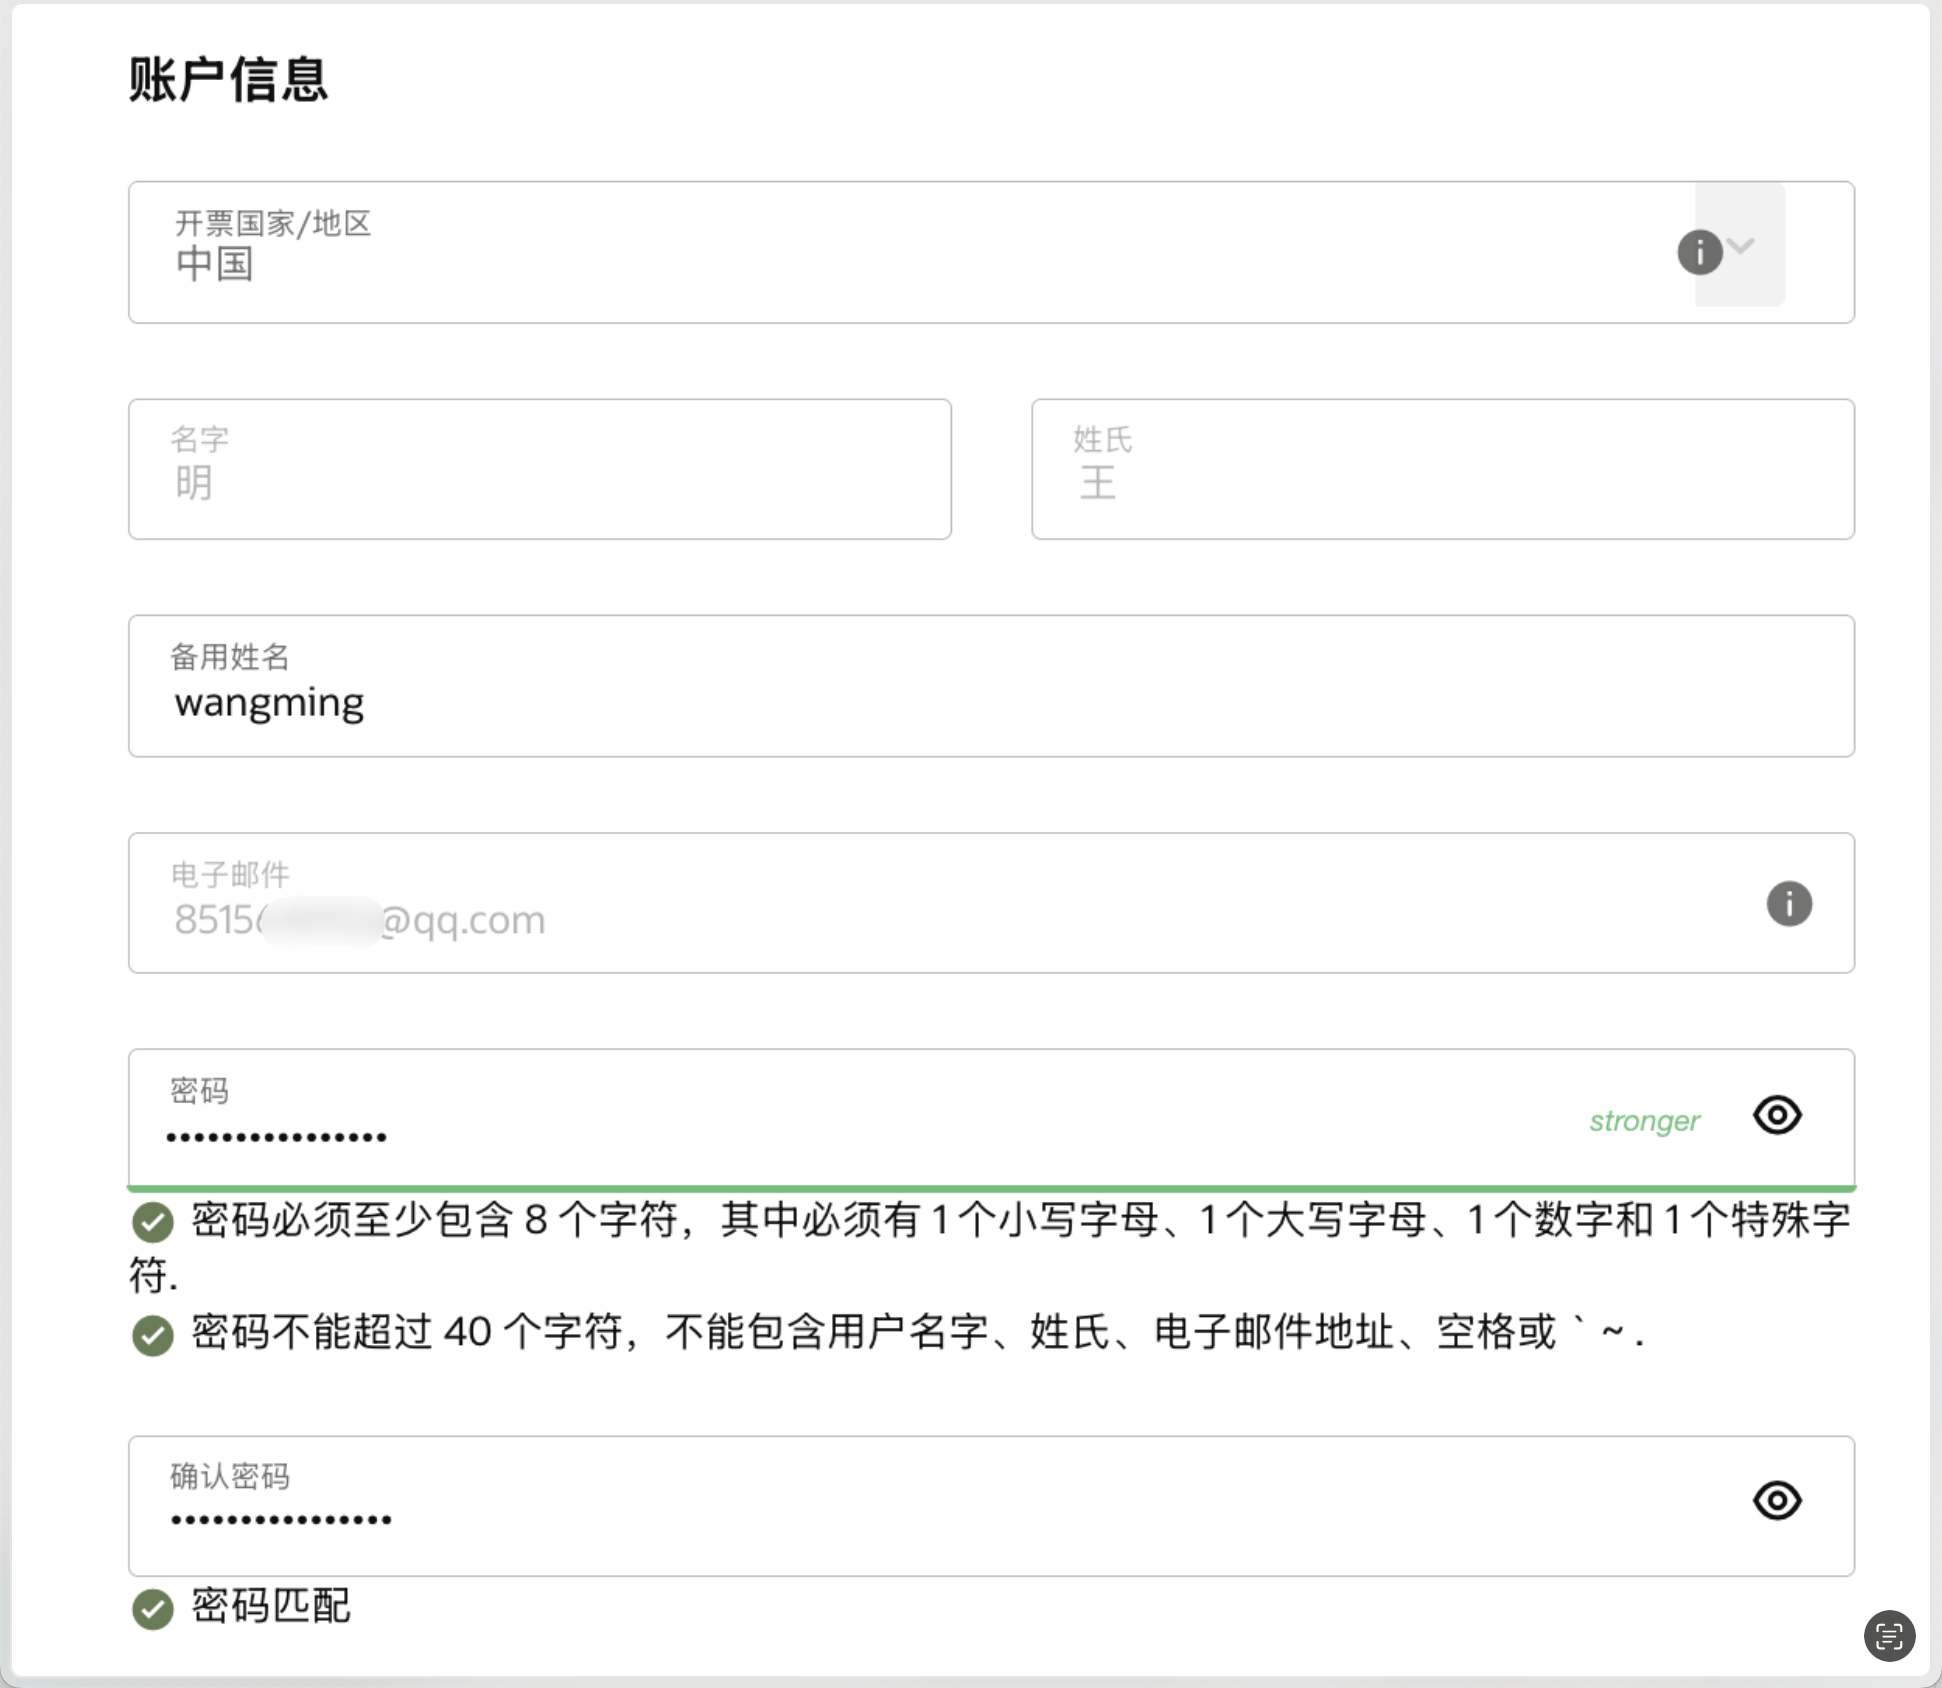 账户信息
开票国家/地区
中国
名字
明
姓氏
王
备用姓名
wangming
电子邮件
8515 @qq.com
密码
••••••••••••••••
stronger
密码必须至少包含 8 个字符，其中必须有 1 个小写字母、1 个大写字母、1 个数字和 1 个特殊字
符.
密码不能超过 40 个字符，不能包含用户名字、姓氏、电子邮件地址、空格或 ` ~ .
确认密码
••••••••••••••••
密码匹配